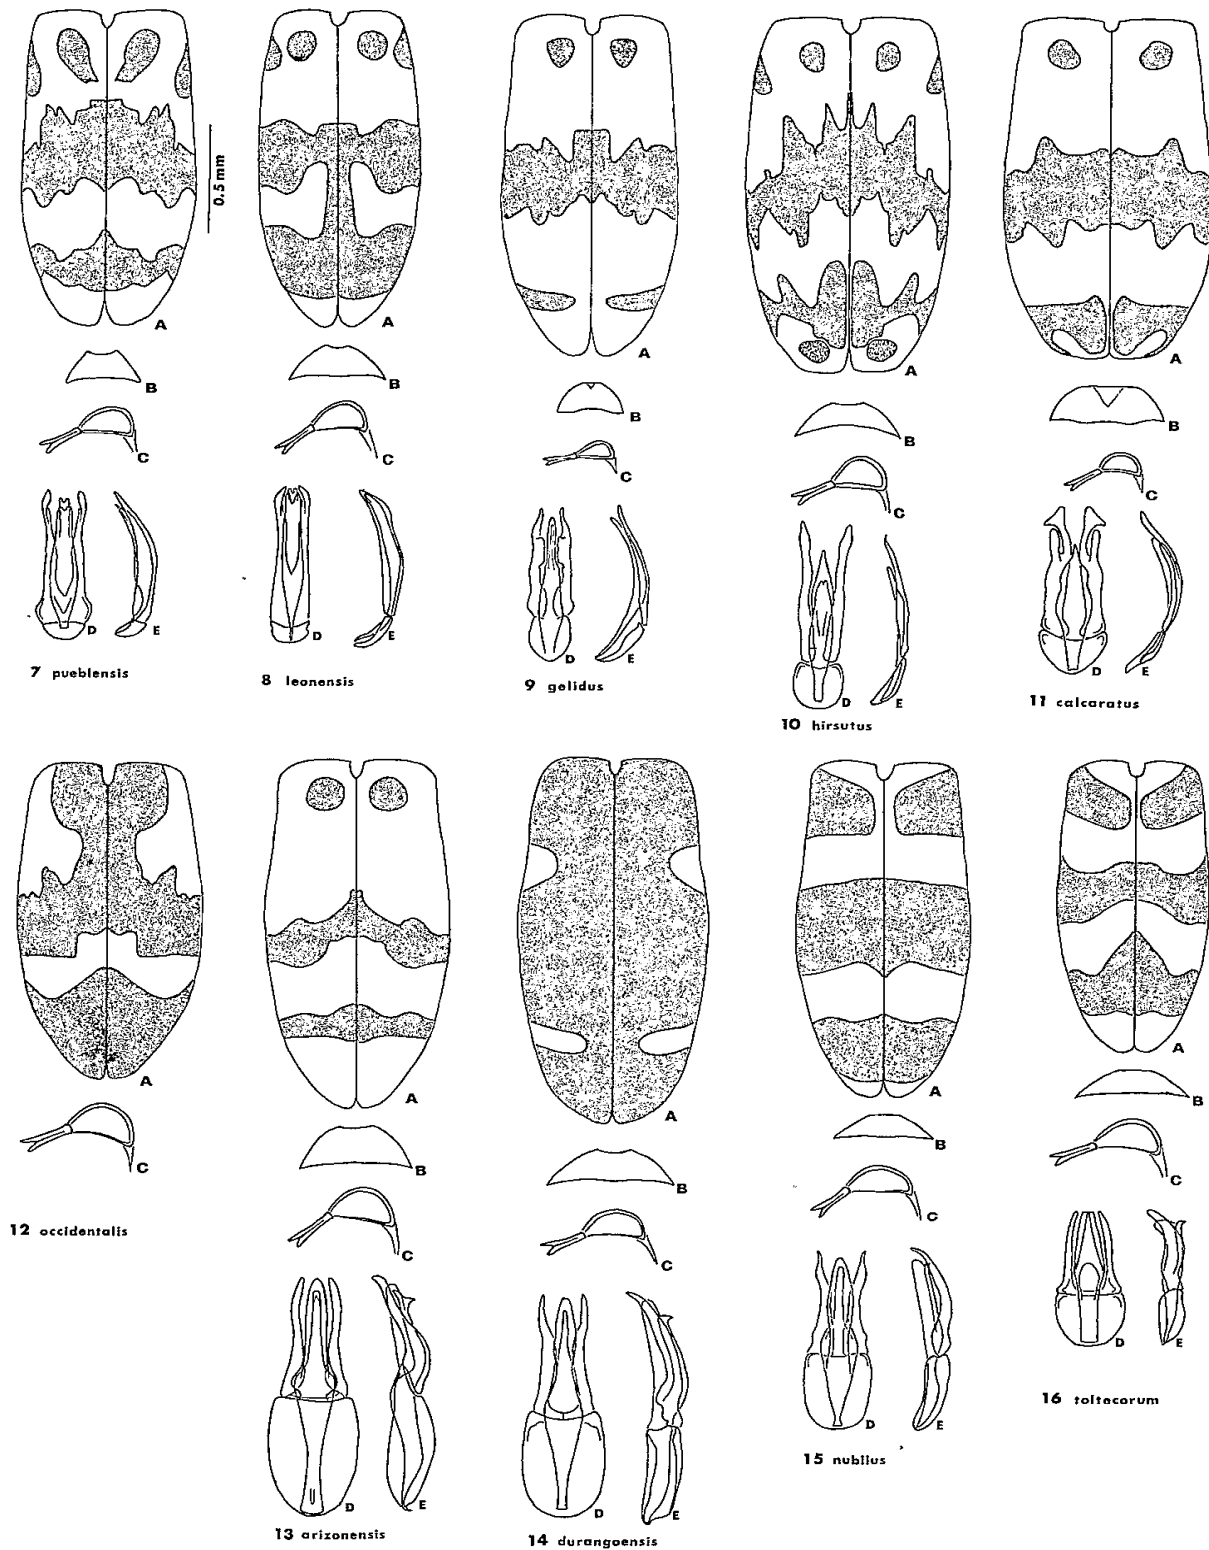 0.5 mm
A
A
A
A
A
B
B
B
B
B
C
C
C
C
C
D
E
D
E
D
E
D
E
D
E
7 pueblensis
8 leonensis
9 gelidus
10 hirsutus
11 calcaratus
A
A
A
A
A
B
B
B
B
C
C
C
C
C
D
E
D
E
D
E
D
E
12 occidentalis
13 arizonensis
14 durangoensis
15 nubilus
16 toltecorum